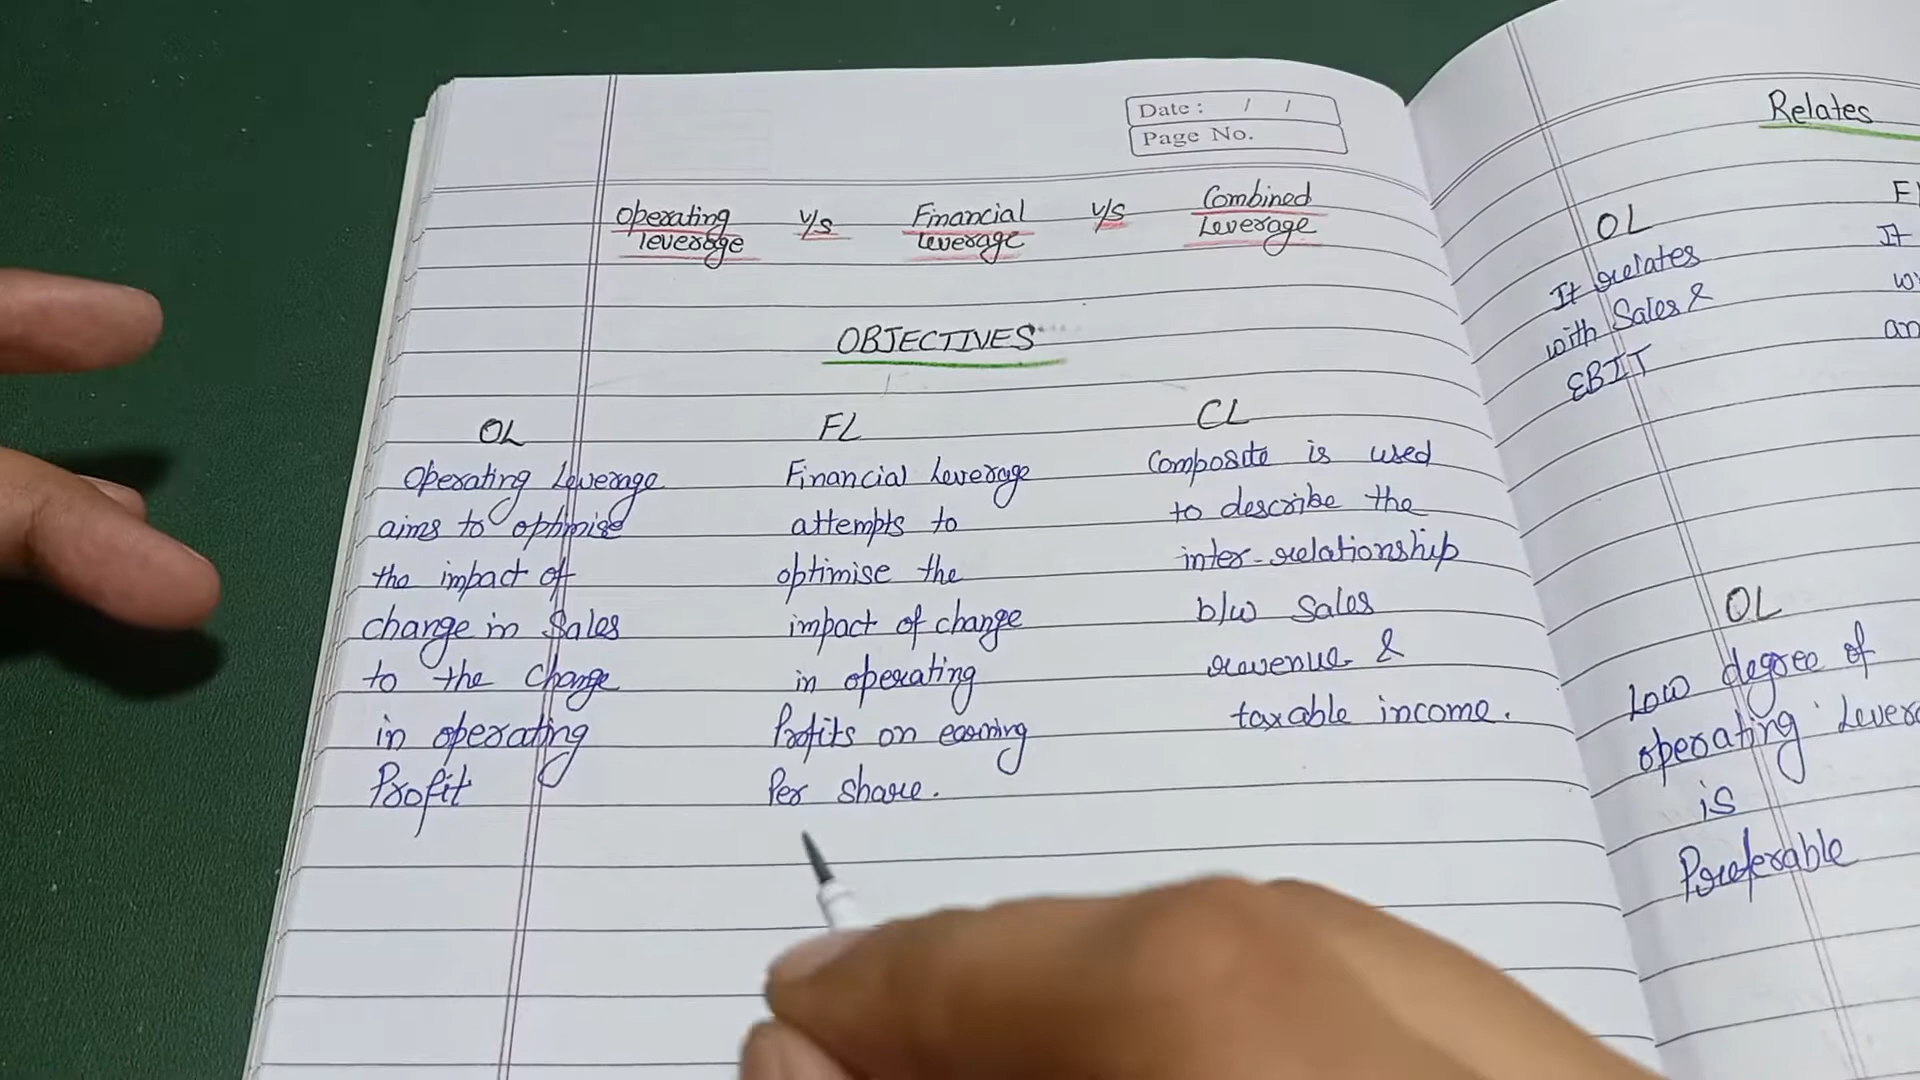 Date: / /
Page No.
Operating v/s Financial v/s Combined
leverage leverage Leverage
OBJECTIVES
OL
Operating Leverage
aims to optimise
the impact of
change in Sales
to the change
in operating
Profit
FL
Financial Leverage
attempts to
optimise the
impact of change
in operating
Profits on earning
Per share.
CL
Composite is used
to describe the
inter-relationship
b/w Sales
revenue &
taxable income.
Relates
OL
It relates
with Sales &
EBIT
It
OL
Low degree of
operating
is
Preferable